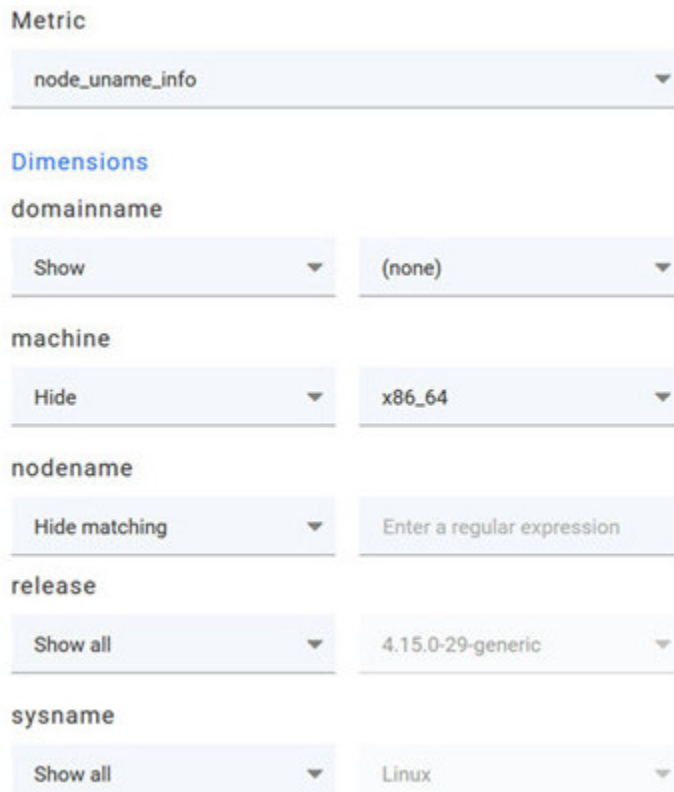 Metric
node_uname_info
Dimensions
domainname
Show (none)
machine
Hide x86_64
nodename
Hide matching Enter a regular expression
release
Show all 4.15.0-29-generic
sysname
Show all Linux